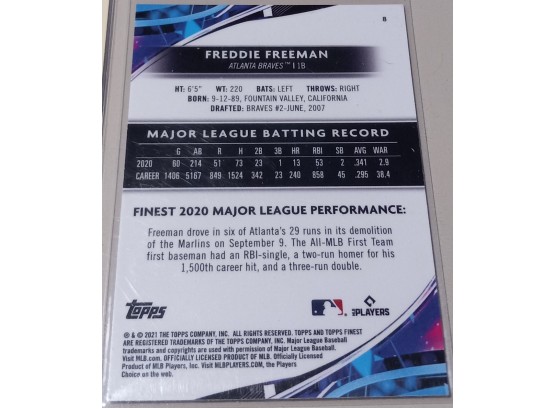 8
FREDDIE FREEMAN
ATLANTA BRAVES™ | 1B
HT: 6'5" WT: 220 BATS: LEFT THROWS: RIGHT
BORN: 9-12-89, FOUNTAIN VALLEY, CALIFORNIA
DRAFTED: BRAVES #2-JUNE, 2007
MAJOR LEAGUE BATTING RECORD
G AB R H 2B 3B HR RBI SB AVG WAR
2020 60 214 51 73 23 1 13 53 2 .341 2.9
CAREER 1406 5167 849 1524 342 23 240 858 45 .295 38.4
FINEST 2020 MAJOR LEAGUE PERFORMANCE:
Freeman drove in six of Atlanta's 29 runs in its demolition
of the Marlins on September 9. The All-MLB First Team
first baseman had an RBI-single, a two-run homer for his
1,500th career hit, and a three-run double.
Topps
MLB PLAYERS
® & © 2021 THE TOPPS COMPANY, INC. ALL RIGHTS RESERVED. TOPPS AND TOPPS FINEST
ARE REGISTERED TRADEMARKS OF THE TOPPS COMPANY, INC. Major League Baseball
trademarks and copyrights are used with permission of Major League Baseball.
Visit MLB.com. OFFICIALLY LICENSED PRODUCT OF MLB. Officially Licensed
Product of MLB Players, Inc. Visit MLBPLAYERS.com, the Players
Choice on the web.